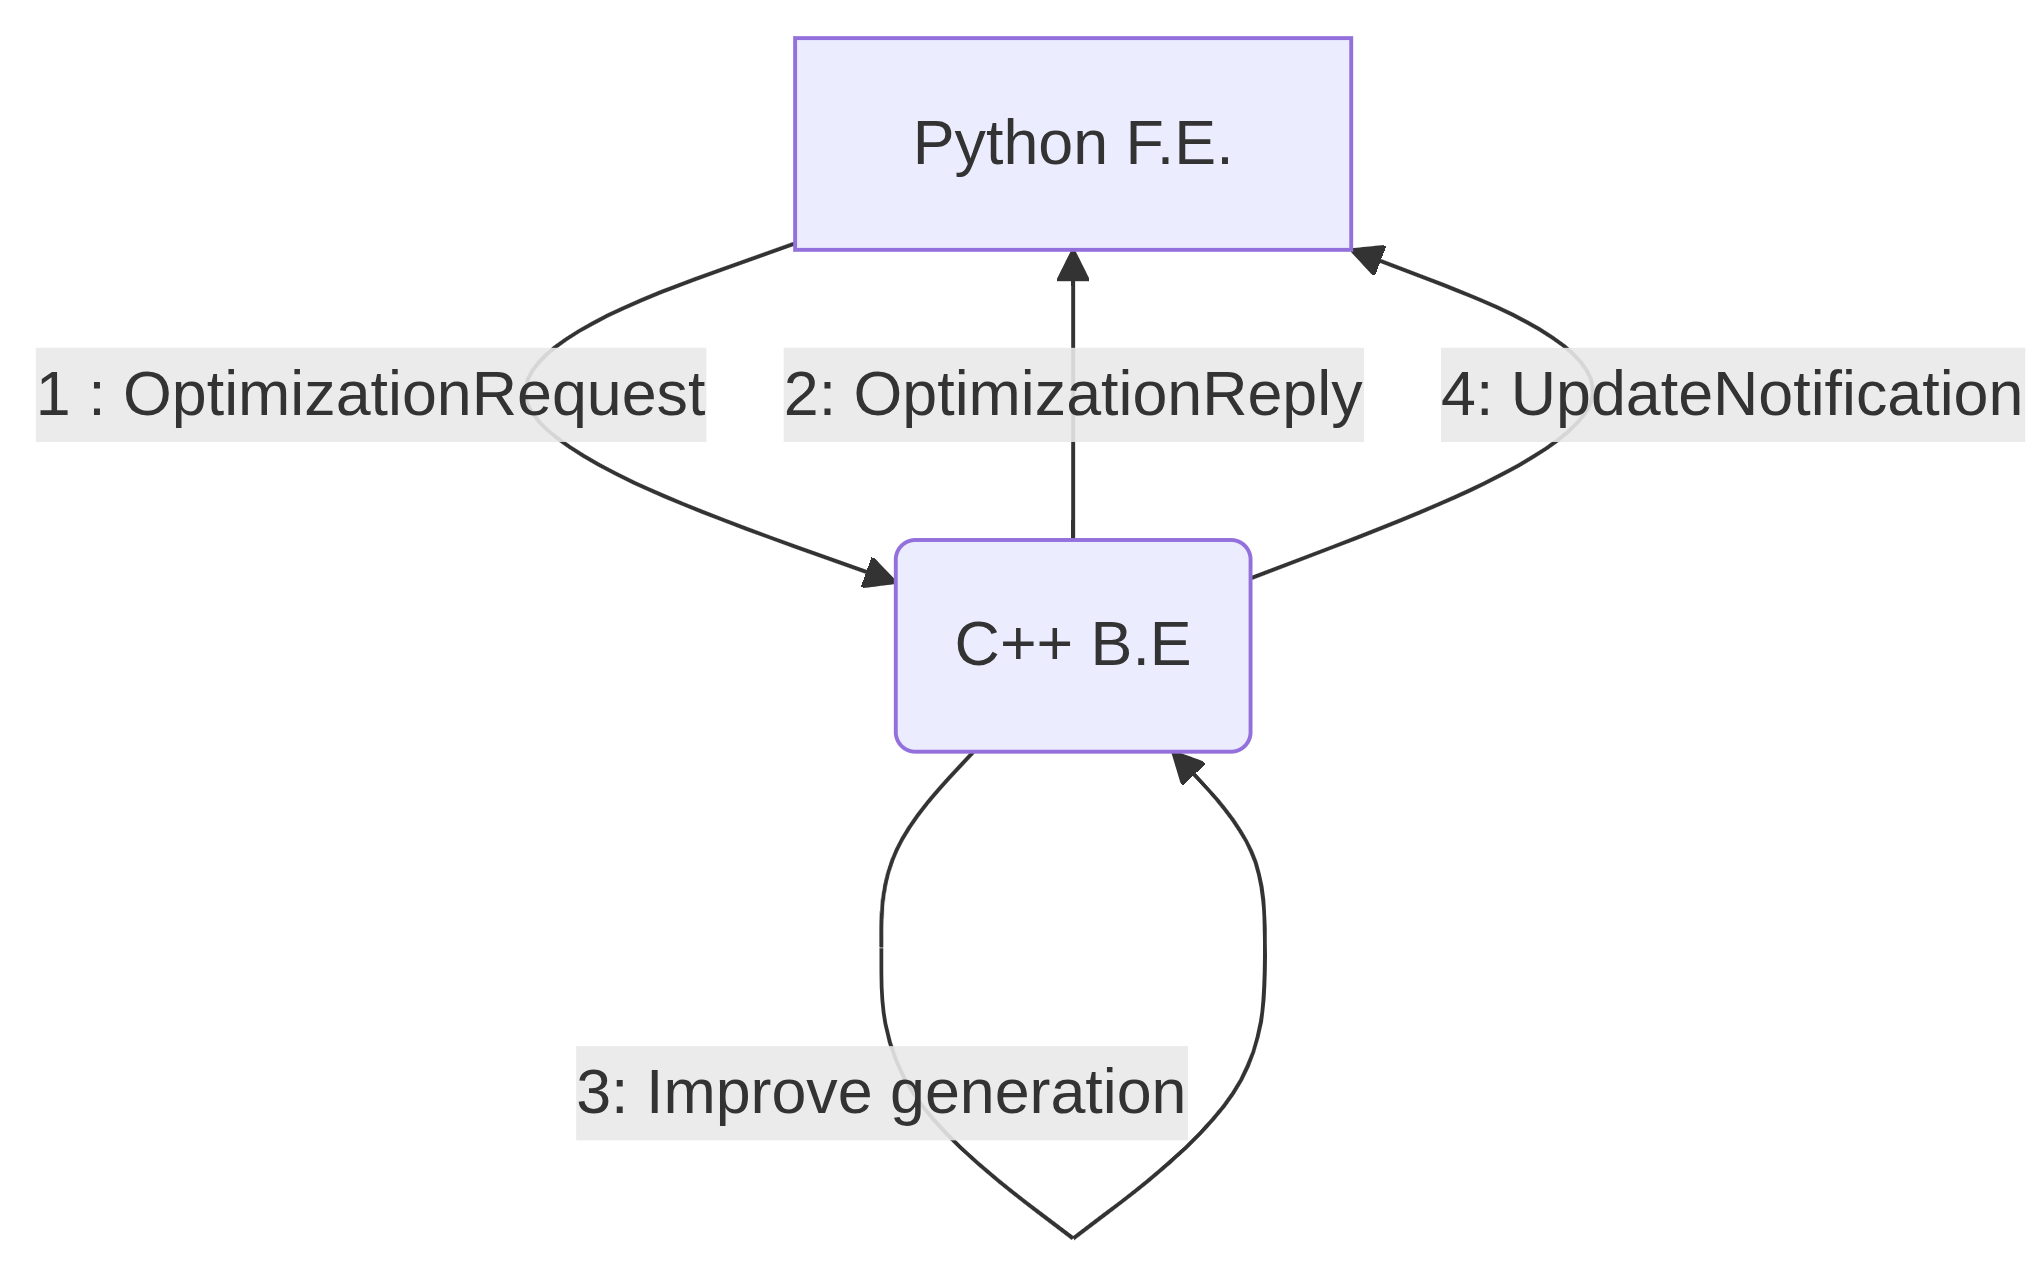 Python F.E.
1 : OptimizationRequest
2: OptimizationReply
4: UpdateNotification
C++ B.E
3: Improve generation